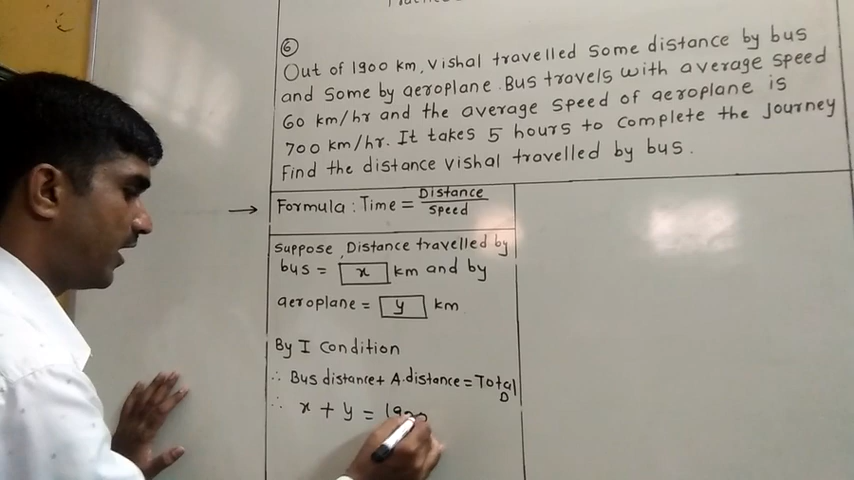 6
Out of 1900 km, Vishal travelled some distance by bus
and some by aeroplane. Bus travels with average speed
60 km/hr and the average speed of aeroplane is
700 km/hr. It takes 5 hours to complete the journey
Find the distance vishal travelled by bus.
→ Formula : Time = Distance / speed
suppose, Distance travelled by
bus = x km and by
aeroplane = y km
By I condition
∴ Bus distance + A.distance = Total
D
∴ x + y = 1900